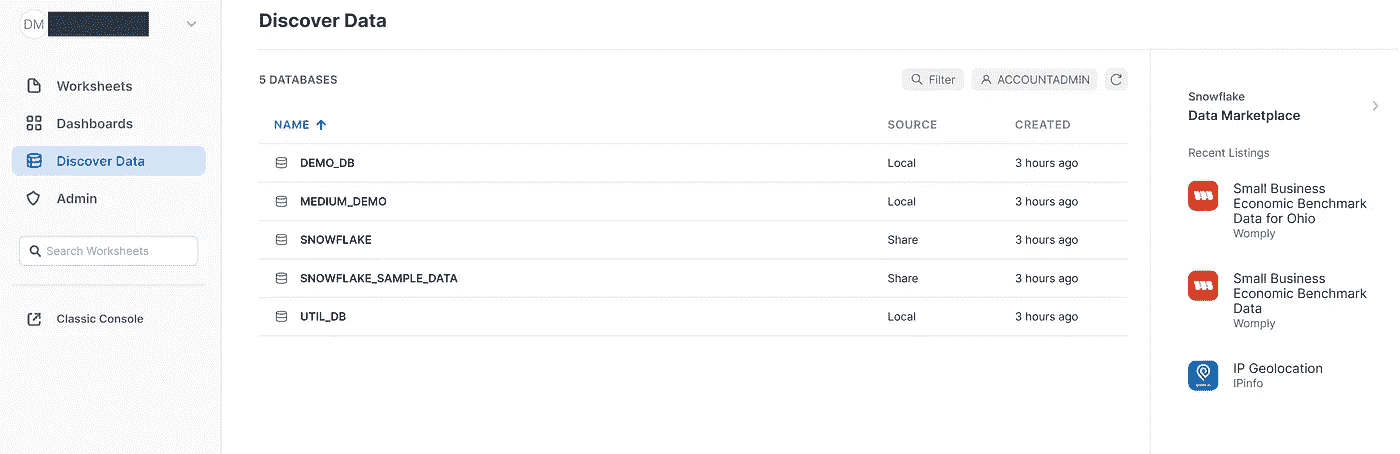 DM
Discover Data
Worksheets
Dashboards
Discover Data
Admin
Search Worksheets
Classic Console
5 DATABASES
Filter
ACCOUNTADMIN
NAME SOURCE CREATED
DEMO_DB Local 3 hours ago
MEDIUM_DEMO Local 3 hours ago
SNOWFLAKE Share 3 hours ago
SNOWFLAKE_SAMPLE_DATA Share 3 hours ago
UTIL_DB Local 3 hours ago
Snowflake
Data Marketplace
Recent Listings
Small Business
Economic Benchmark
Data for Ohio
Womply
Small Business
Economic Benchmark
Data
Womply
IP Geolocation
IPinfo